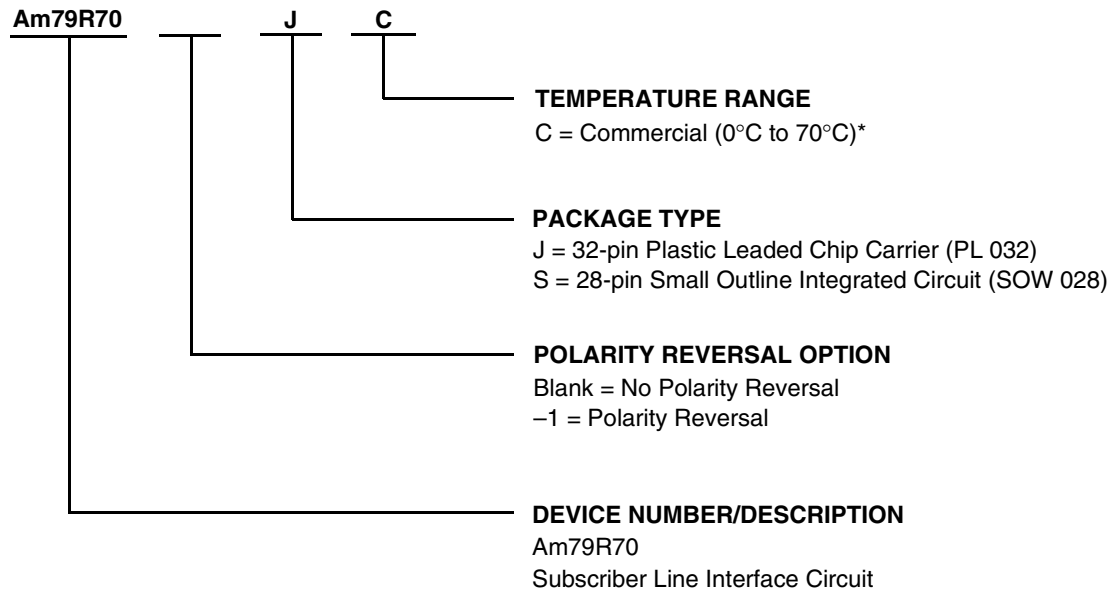 Am79R70 J C
TEMPERATURE RANGE
C = Commercial (0°C to 70°C)*
PACKAGE TYPE
J = 32-pin Plastic Leaded Chip Carrier (PL 032)
S = 28-pin Small Outline Integrated Circuit (SOW 028)
POLARITY REVERSAL OPTION
Blank = No Polarity Reversal
–1 = Polarity Reversal
DEVICE NUMBER/DESCRIPTION
Am79R70
Subscriber Line Interface Circuit